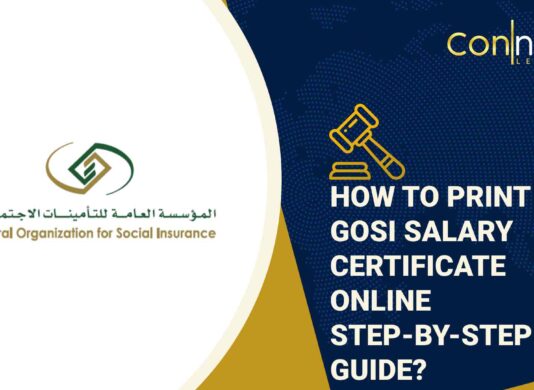 المؤسسة العامة للتأمينات
Organization for Social Insurance
HOW TO PRINT
GOSI SALARY
CERTIFICATE
ONLINE
STEP-BY-STEP
GUIDE?